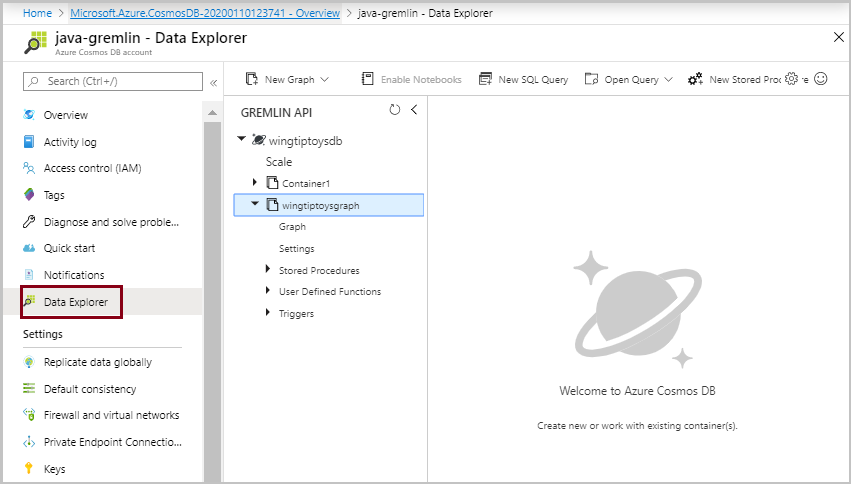 Home > Microsoft.Azure.CosmosDB-20200110123741 - Overview > java-gremlin - Data Explorer
java-gremlin - Data Explorer
Azure Cosmos DB account
Search (Ctrl+/)
Overview
Activity log
Access control (IAM)
Tags
Diagnose and solve proble...
Quick start
Notifications
Data Explorer
Settings
Replicate data globally
Default consistency
Firewall and virtual networks
Private Endpoint Connectio...
Keys
New Graph
Enable Notebooks
New SQL Query
Open Query
New Stored Proc re
GREMLIN API
wingtiptoysdb
Scale
Container1
wingtiptoysgraph
Graph
Settings
Stored Procedures
User Defined Functions
Triggers
Welcome to Azure Cosmos DB
Create new or work with existing container(s).